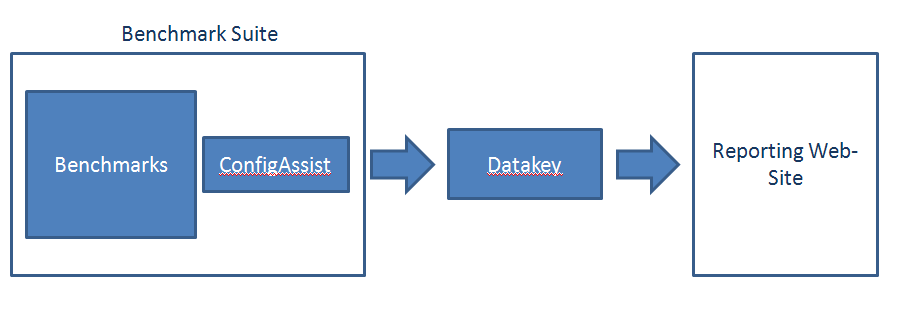 Benchmark Suite
Benchmarks
ConfigAssist
Datakey
Reporting Web-
Site